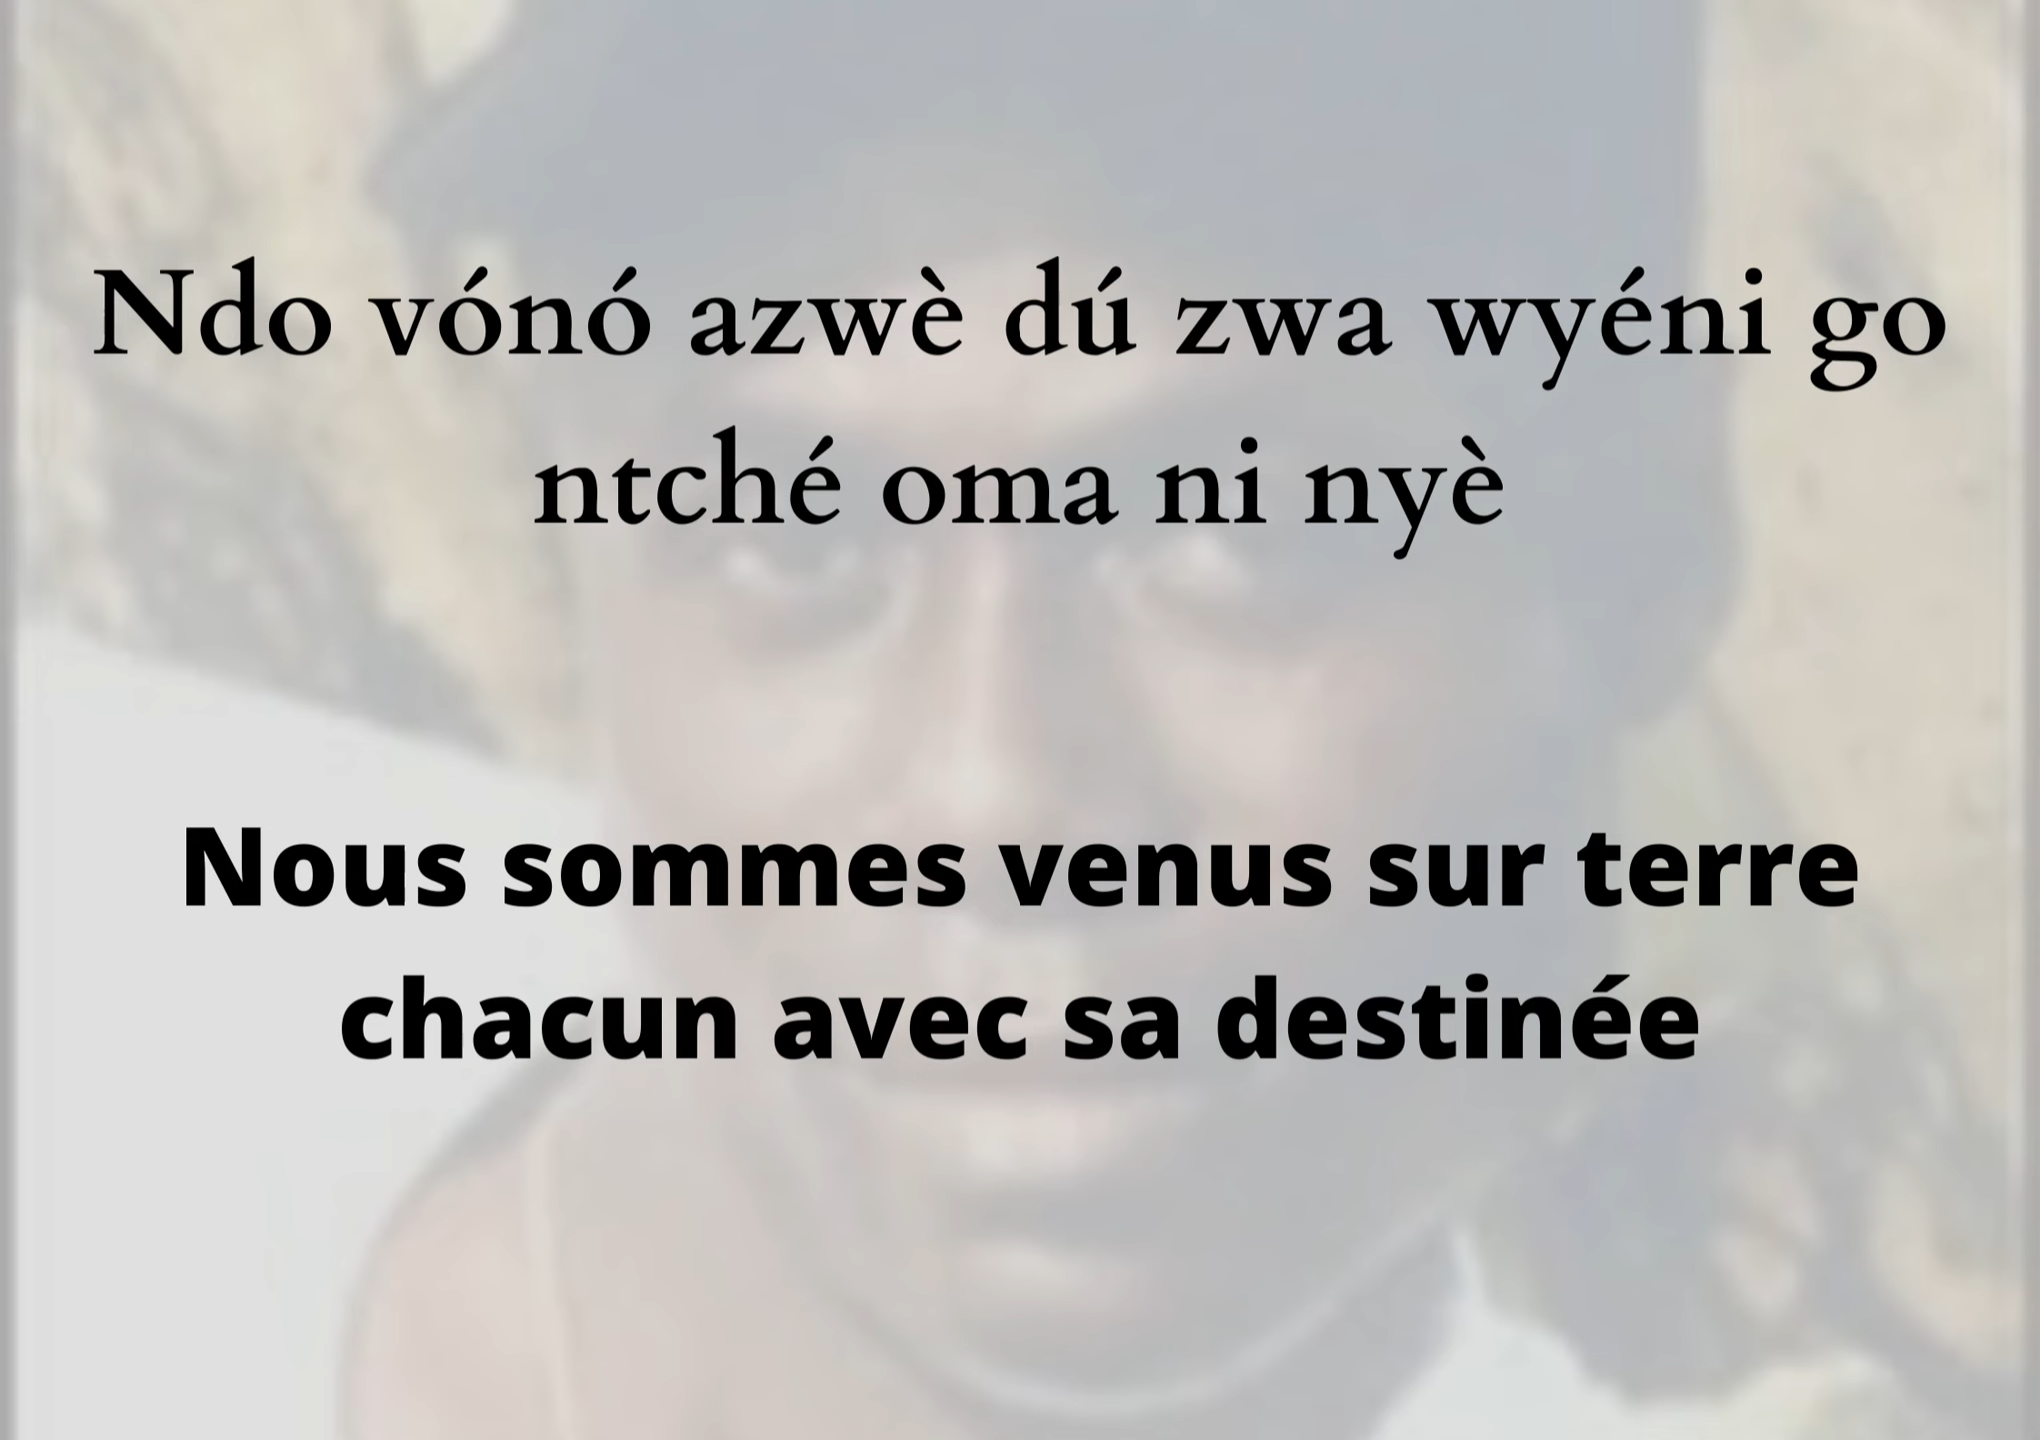 Ndo vónó azwè dú zwa wyéni go
ntché oma ni nyè
Nous sommes venus sur terre
chacun avec sa destinée